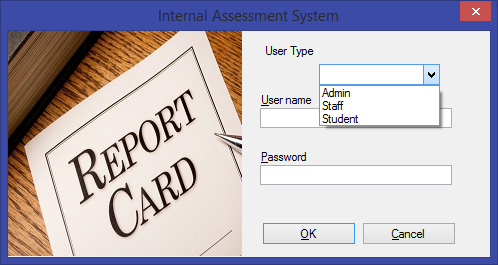 Internal Assessment System
REPORT
CARD
User Type
Admin
Staff
Student
User name
Password
OK
Cancel